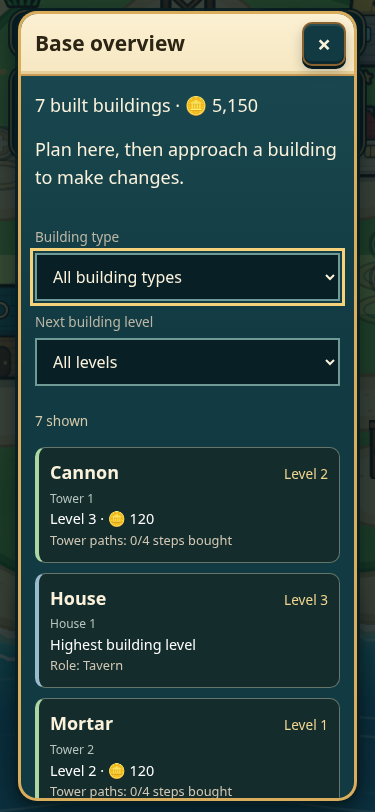 Base overview
×
7 built buildings · 🪙 5,150
Plan here, then approach a building
to make changes.
Building type
All building types
Next building level
All levels
7 shown
Cannon
Level 2
Tower 1
Level 3 · 🪙 120
Tower paths: 0/4 steps bought
House
Level 3
House 1
Highest building level
Role: Tavern
Mortar
Level 1
Tower 2
Level 2 · 🪙 120
Tower paths: 0/4 steps bought